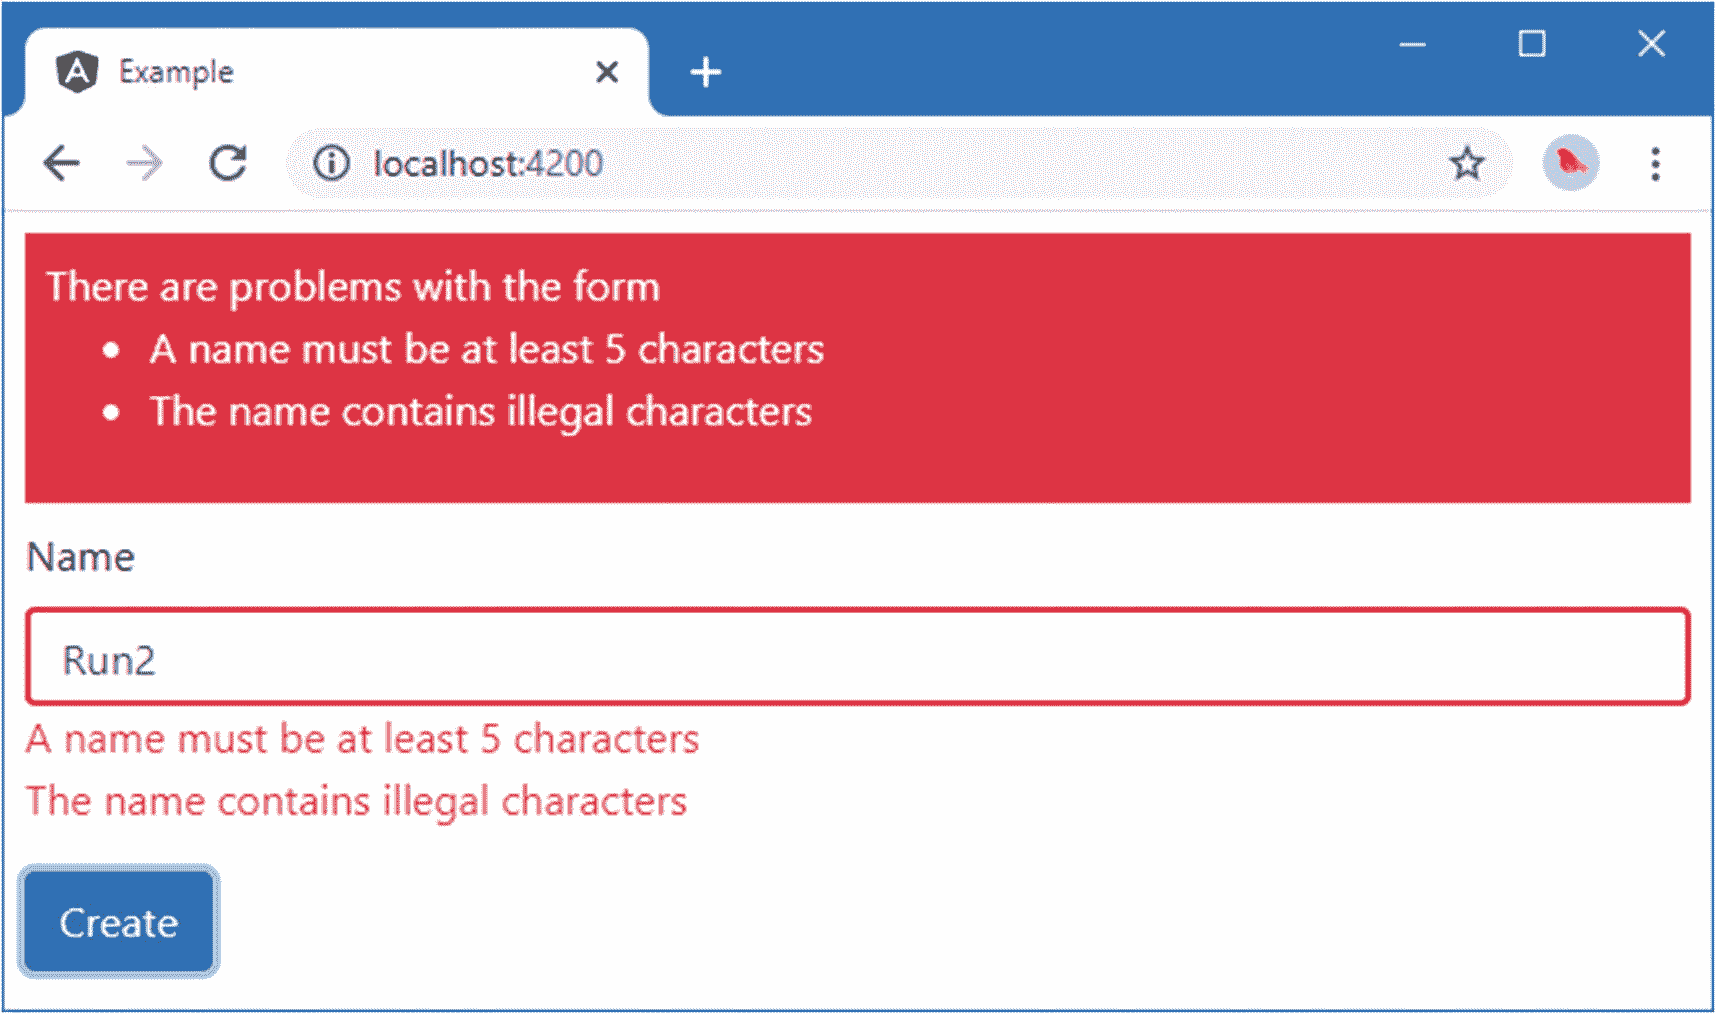 Example
localhost:4200
There are problems with the form
• A name must be at least 5 characters
• The name contains illegal characters
Name
Run2
A name must be at least 5 characters
The name contains illegal characters
Create